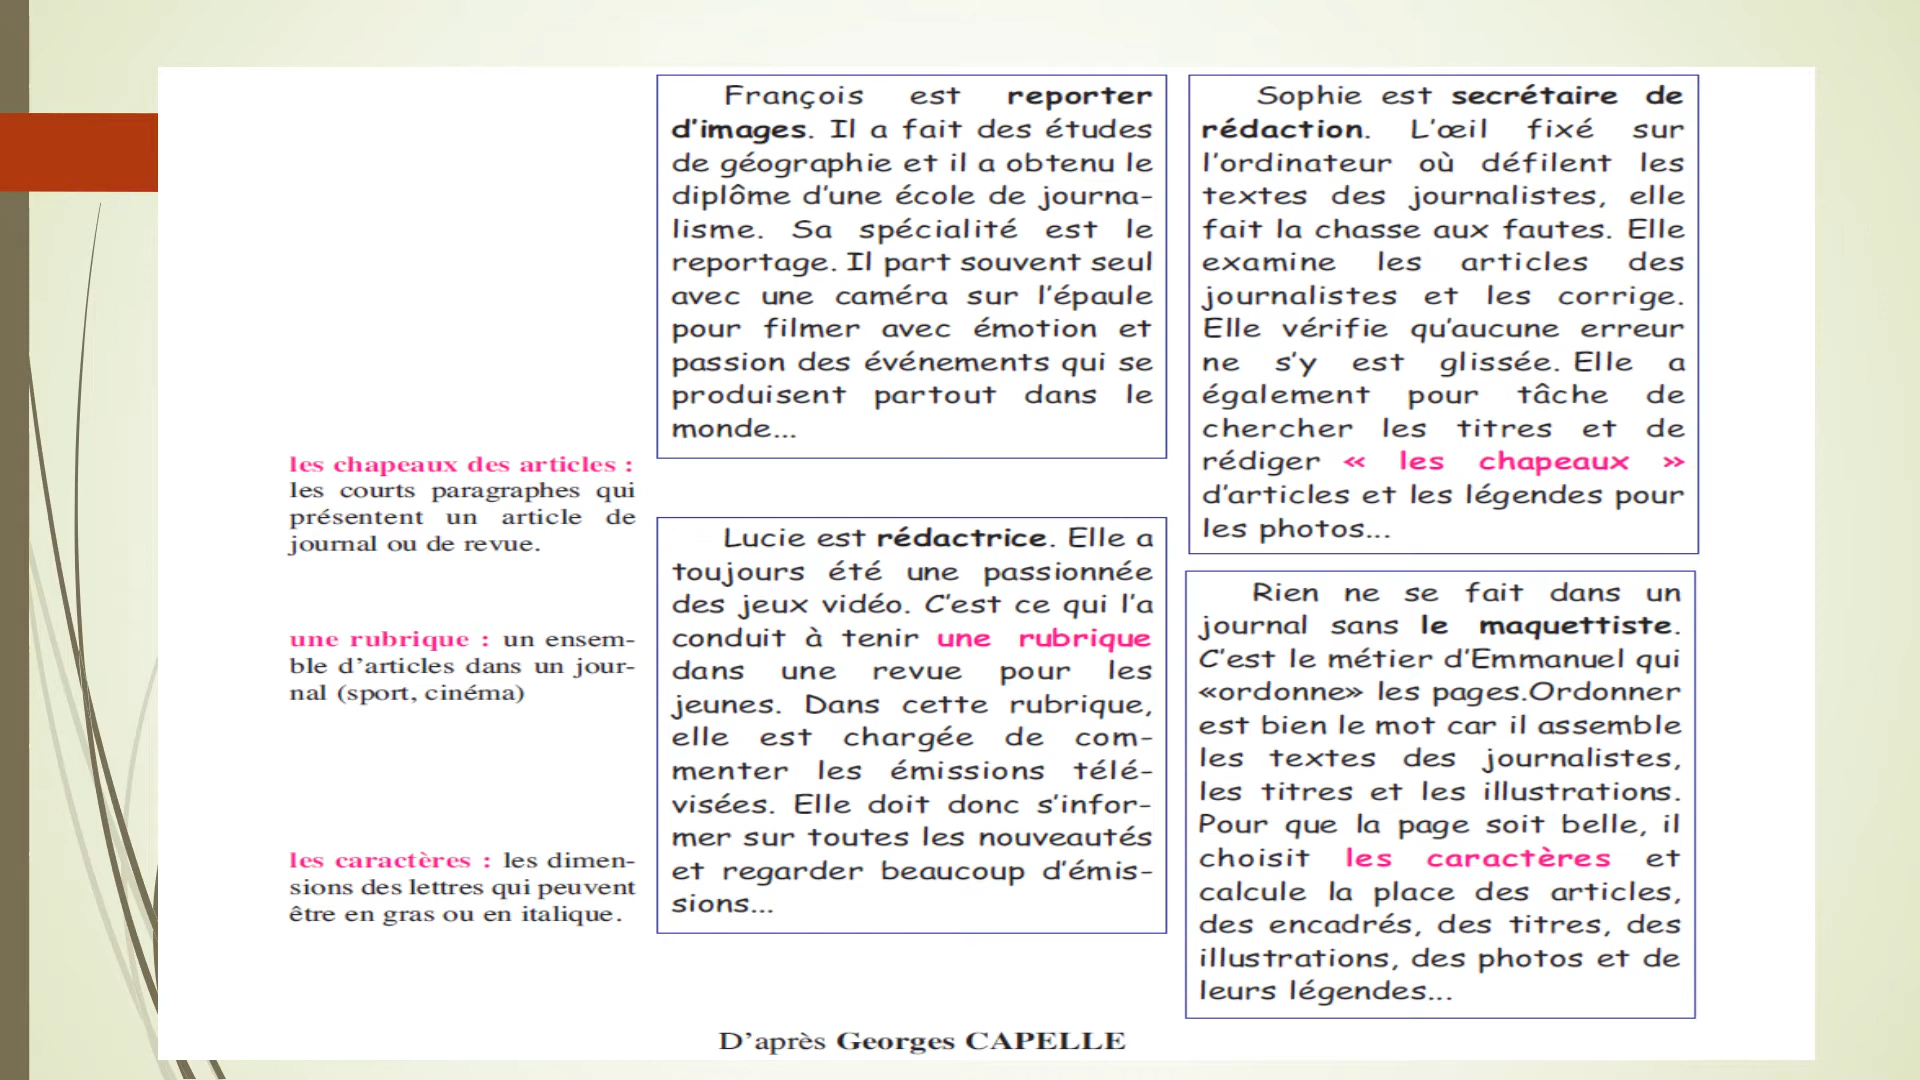 François est reporter
d'images. Il a fait des études
de géographie et il a obtenu le
diplôme d'une école de journa-
lisme. Sa spécialité est le
reportage. Il part souvent seul
avec une caméra sur l'épaule
pour filmer avec émotion et
passion des événements qui se
produisent partout dans le
monde...
Sophie est secrétaire de
rédaction. L'œil fixé sur
l'ordinateur où défilent les
textes des journalistes, elle
fait la chasse aux fautes. Elle
examine les articles des
journalistes et les corrige.
Elle vérifie qu'aucune erreur
ne s'y est glissée. Elle a
également pour tâche de
chercher les titres et de
rédiger « les chapeaux »
d'articles et les légendes pour
les photos...
les chapeaux des articles :
les courts paragraphes qui
présentent un article de
journal ou de revue.
une rubrique : un ensem-
ble d'articles dans un jour-
nal (sport, cinéma)
les caractères : les dimen-
sions des lettres qui peuvent
être en gras ou en italique.
Lucie est rédactrice. Elle a
toujours été une passionnée
des jeux vidéo. C'est ce qui l'a
conduit à tenir une rubrique
dans une revue pour les
jeunes. Dans cette rubrique,
elle est chargée de com-
menter les émissions télé-
visées. Elle doit donc s'infor-
mer sur toutes les nouveautés
et regarder beaucoup d'émis-
sions...
Rien ne se fait dans un
journal sans le maquettiste.
C'est le métier d'Emmanuel qui
«ordonne» les pages.Ordonner
est bien le mot car il assemble
les textes des journalistes,
les titres et les illustrations.
Pour que la page soit belle, il
choisit les caractères et
calcule la place des articles,
des encadrés, des titres, des
illustrations, des photos et de
leurs légendes...
D'après Georges CAPELLE